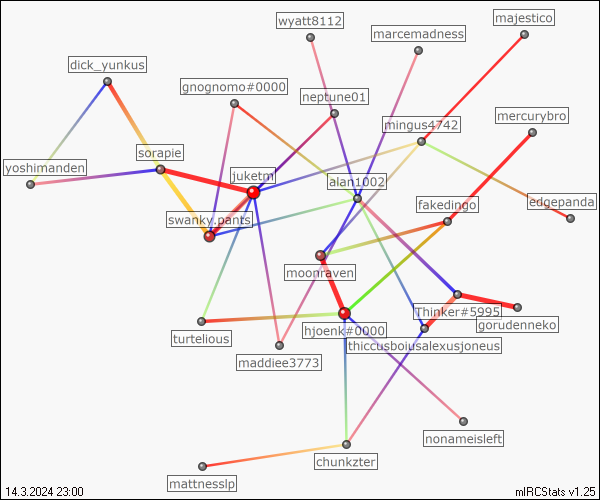 wyatt8112
majestico
marcemadness
dick_yunkus
gnognomo#0000
neptune01
mercurybro
mingus4742
sorapie
yoshimanden
juketm
alan1002
edgepanda
fakedingo
swanky.pants
moonraven
Thinker#5995
gorudenneko
hjoenk#0000
turtelious
thiccusboiusalexusjoneus
maddiee3773
nonameisleft
chunkzter
mattnesslp
14.3.2024 23:00
mIRCStats v1.25